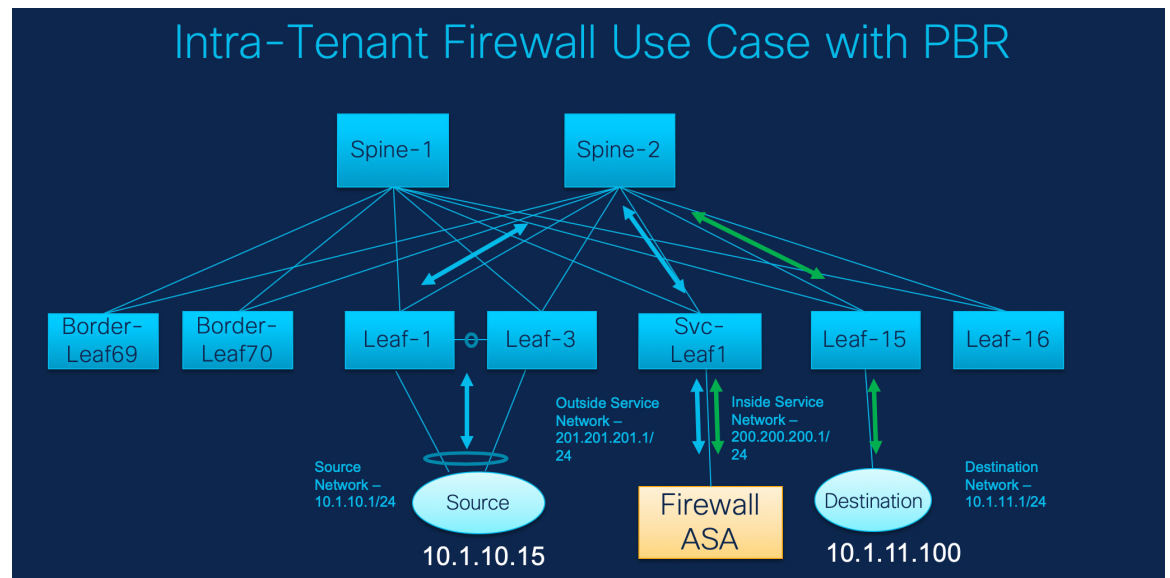 Intra-Tenant Firewall Use Case with PBR
Spine-1
Spine-2
Border-
Leaf69
Border-
Leaf70
Leaf-1
Leaf-3
Svc-
Leaf1
Leaf-15
Leaf-16
Outside Service
Network –
201.201.201.1/
24
Inside Service
Network –
200.200.200.1/
24
Source
Network –
10.1.10.1/24
Destination
Network –
10.1.11.1/24
Source
Firewall
ASA
Destination
10.1.10.15
10.1.11.100